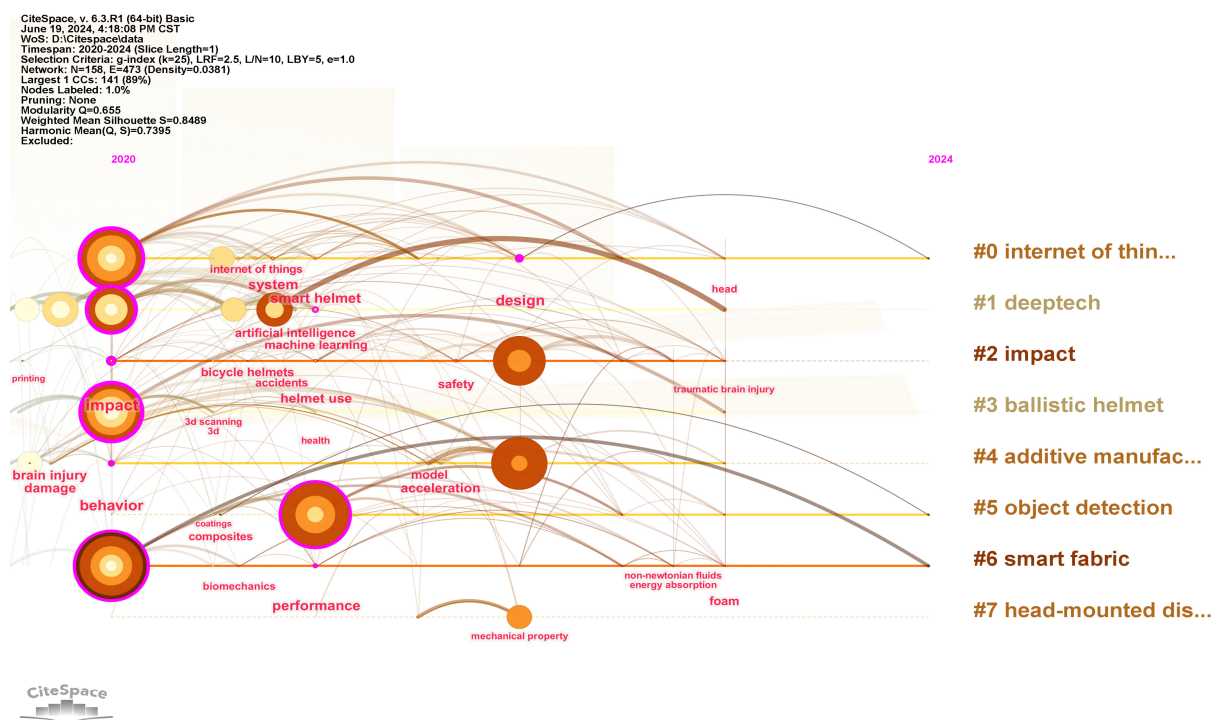 CiteSpace, v. 6.3.R1 (64-bit) Basic
June 19, 2024, 4:18:08 PM CST
WoS: D:\Citespace\data
Timespan: 2020-2024 (Slice Length=1)
Selection Criteria: g-index (k=25), LRF=2.5, L/N=10, LBY=5, e=1.0
Network: N=158, E=473 (Density=0.0381)
Largest 1 CCs: 141 (89%)
Nodes Labeled: 1.0%
Pruning: None
Modularity Q=0.655
Weighted Mean Silhouette S=0.8489
Harmonic Mean(Q, S)=0.7395
Excluded:
2020
2024
#0 internet of thin...
internet of things
system
smart helmet
design
head
#1 deeptech
artificial intelligence
machine learning
#2 impact
printing
bicycle helmets
accidents
safety
traumatic brain injury
helmet use
impact
#3 ballistic helmet
3d scanning
3d
health
#4 additive manufac...
brain injury
damage
model
acceleration
behavior
#5 object detection
coatings
composites
#6 smart fabric
biomechanics
non-newtonian fluids
energy absorption
performance
foam
#7 head-mounted dis...
mechanical property
CiteSpace